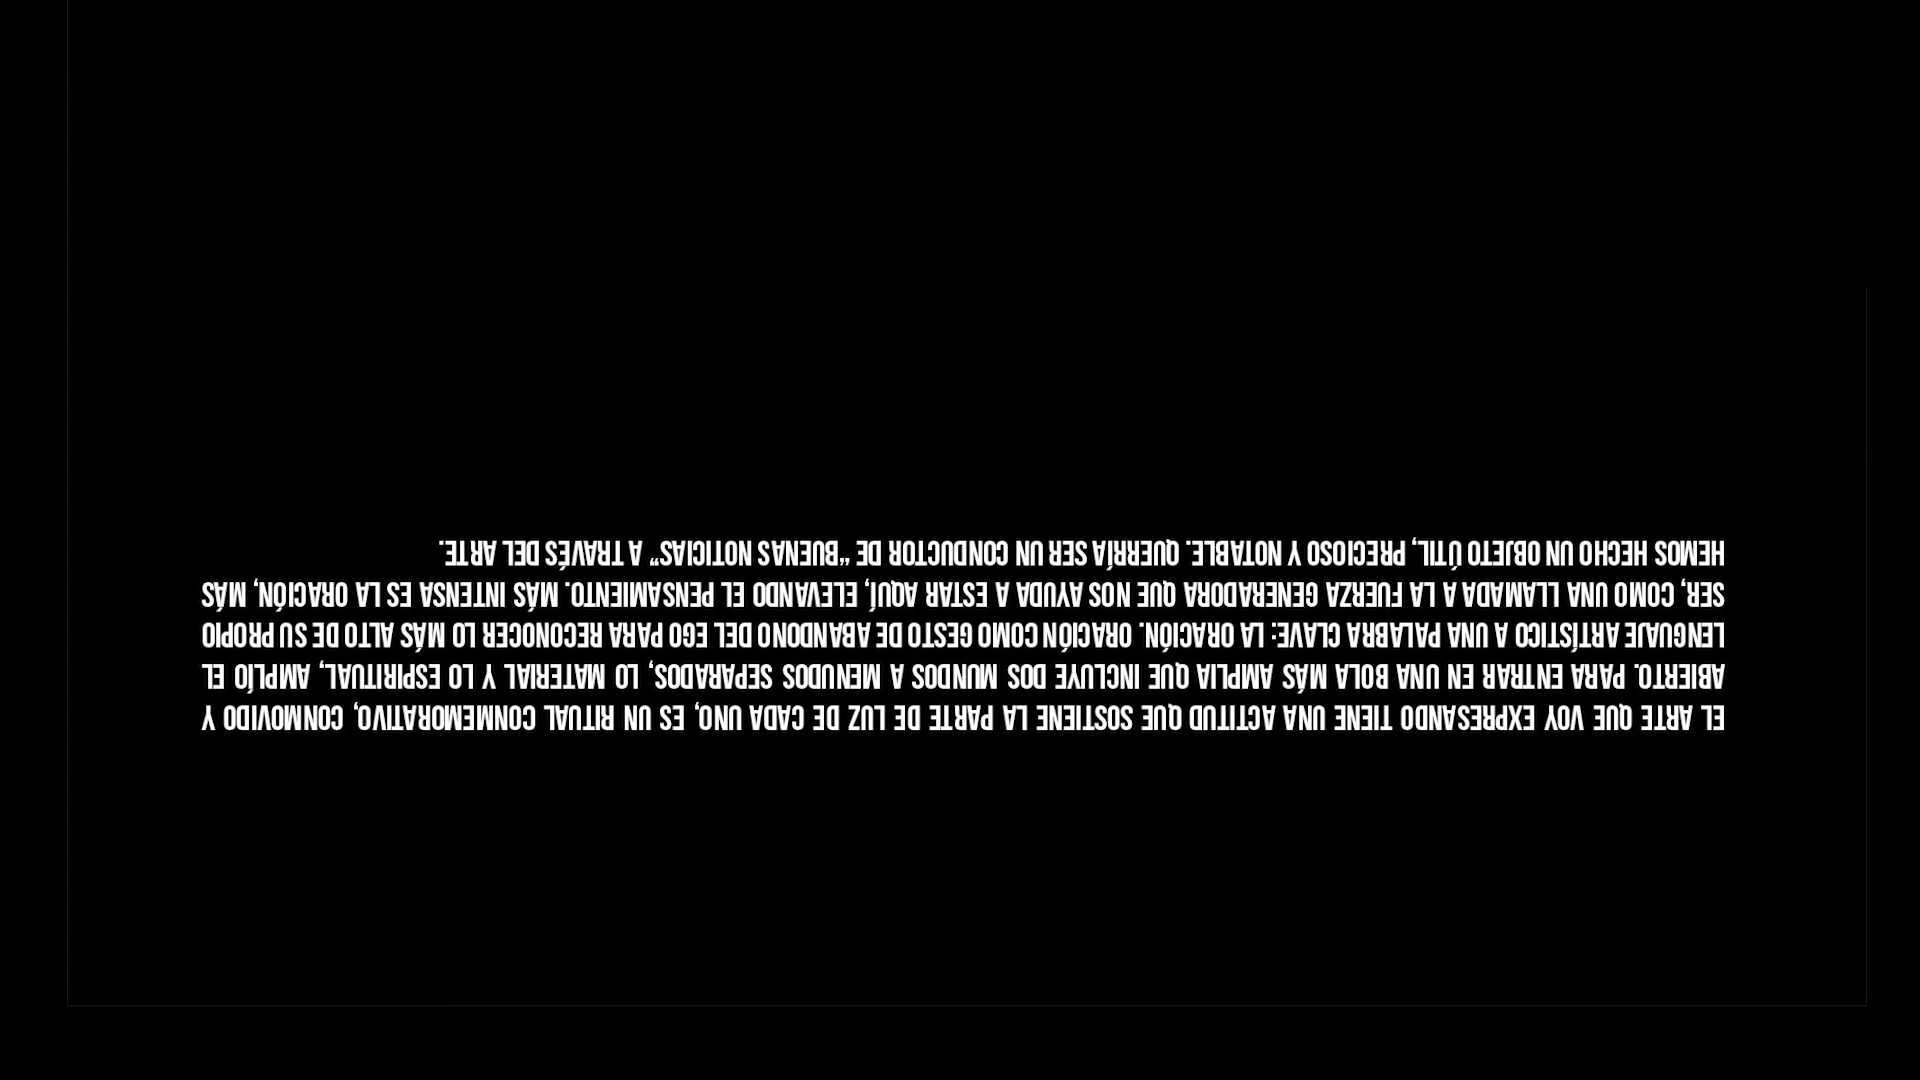 EL ARTE QUE VOY EXPRESANDO TIENE UNA ACTITUD QUE SOSTIENE LA PARTE DE LUZ DE CADA UNO, ES UN RITUAL CONMEMORATIVO, CONMOVIDO Y
ABIERTO. PARA ENTRAR EN UNA BOLA MÁS AMPLIA QUE INCLUYE DOS MUNDOS A MENUDOS SEPARADOS, LO MATERIAL Y LO ESPIRITUAL, AMPLÍO EL
LENGUAJE ARTÍSTICO A UNA PALABRA CLAVE: LA ORACIÓN. ORACIÓN COMO GESTO DE ABANDONO DEL EGO PARA RECONOCER LO MÁS ALTO DE SU PROPIO
SER, COMO UNA LLAMADA A LA FUERZA GENERADORA QUE NOS AYUDA A ESTAR AQUÍ, ELEVANDO EL PENSAMIENTO. MÁS INTENSA ES LA ORACIÓN, MÁS
HEMOS HECHO UN OBJETO ÚTIL, PRECIOSO Y NOTABLE. QUERRÍA SER UN CONDUCTOR DE “BUENAS NOTICIAS” A TRAVÉS DEL ARTE.